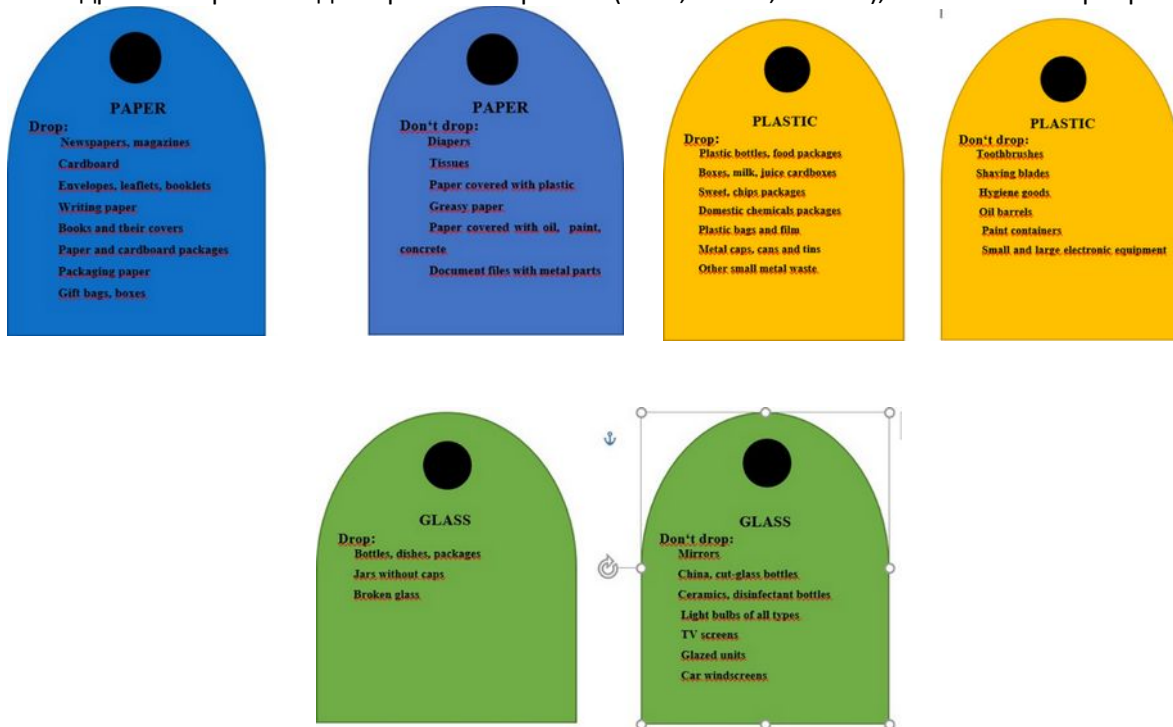 PAPER
Drop:
Newspapers, magazines
Cardboard
Envelopes, leaflets, booklets
Writing paper
Books and their covers
Paper and cardboard packages
Packaging paper
Gift bags, boxes
PAPER
Don't drop:
Diapers
Tissues
Paper covered with plastic
Greasy paper
Paper covered with oil, paint,
concrete
Document files with metal parts
PLASTIC
Drop:
Plastic bottles, food packages
Boxes, milk, juice cardboxes
Sweet, chips packages
Domestic chemicals packages
Plastic bags and film
Metal caps, cans and tins
Other small metal waste
PLASTIC
Don't drop:
Toothbrushes
Shaving blades
Hygiene goods
Oil barrels
Paint containers
Small and large electronic equipment
GLASS
Drop:
Bottles, dishes, packages
Jars without caps
Broken glass
GLASS
Don't drop:
Mirrors
China, cut-glass bottles
Ceramics, disinfectant bottles
Light bulbs of all types
TV screens
Glazed units
Car windscreens